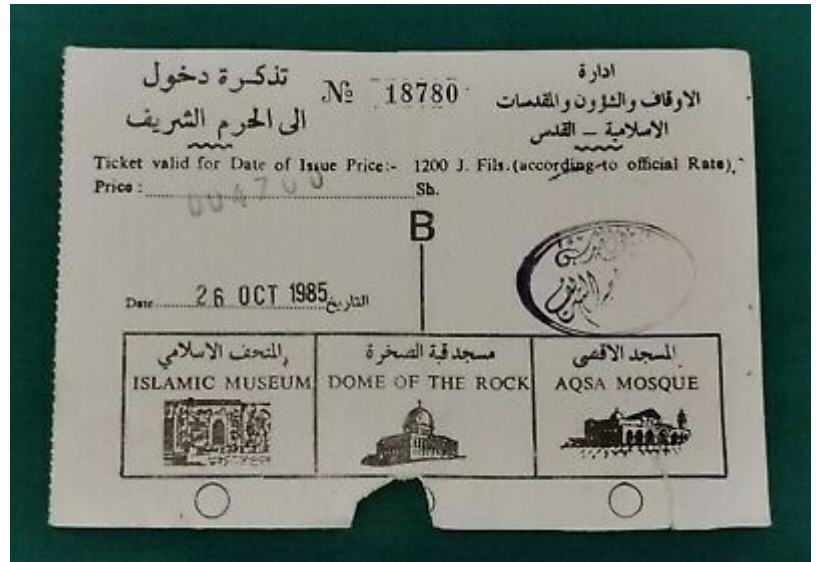 تذكرة دخول
الى الحرم الشريف
№ 18780
ادارة
الاوقاف والشؤون والمقدسات
الاسلامية – القدس
Ticket valid for Date of Issue Price:- 1200 J. Fils.(according to official Rate).
Price : 004700 Sh.
B
Date 26 OCT 1985 التاريخ
المتحف الاسلامي
ISLAMIC MUSEUM
مسجد قبة الصخرة
DOME OF THE ROCK
المسجد الاقصى
AQSA MOSQUE